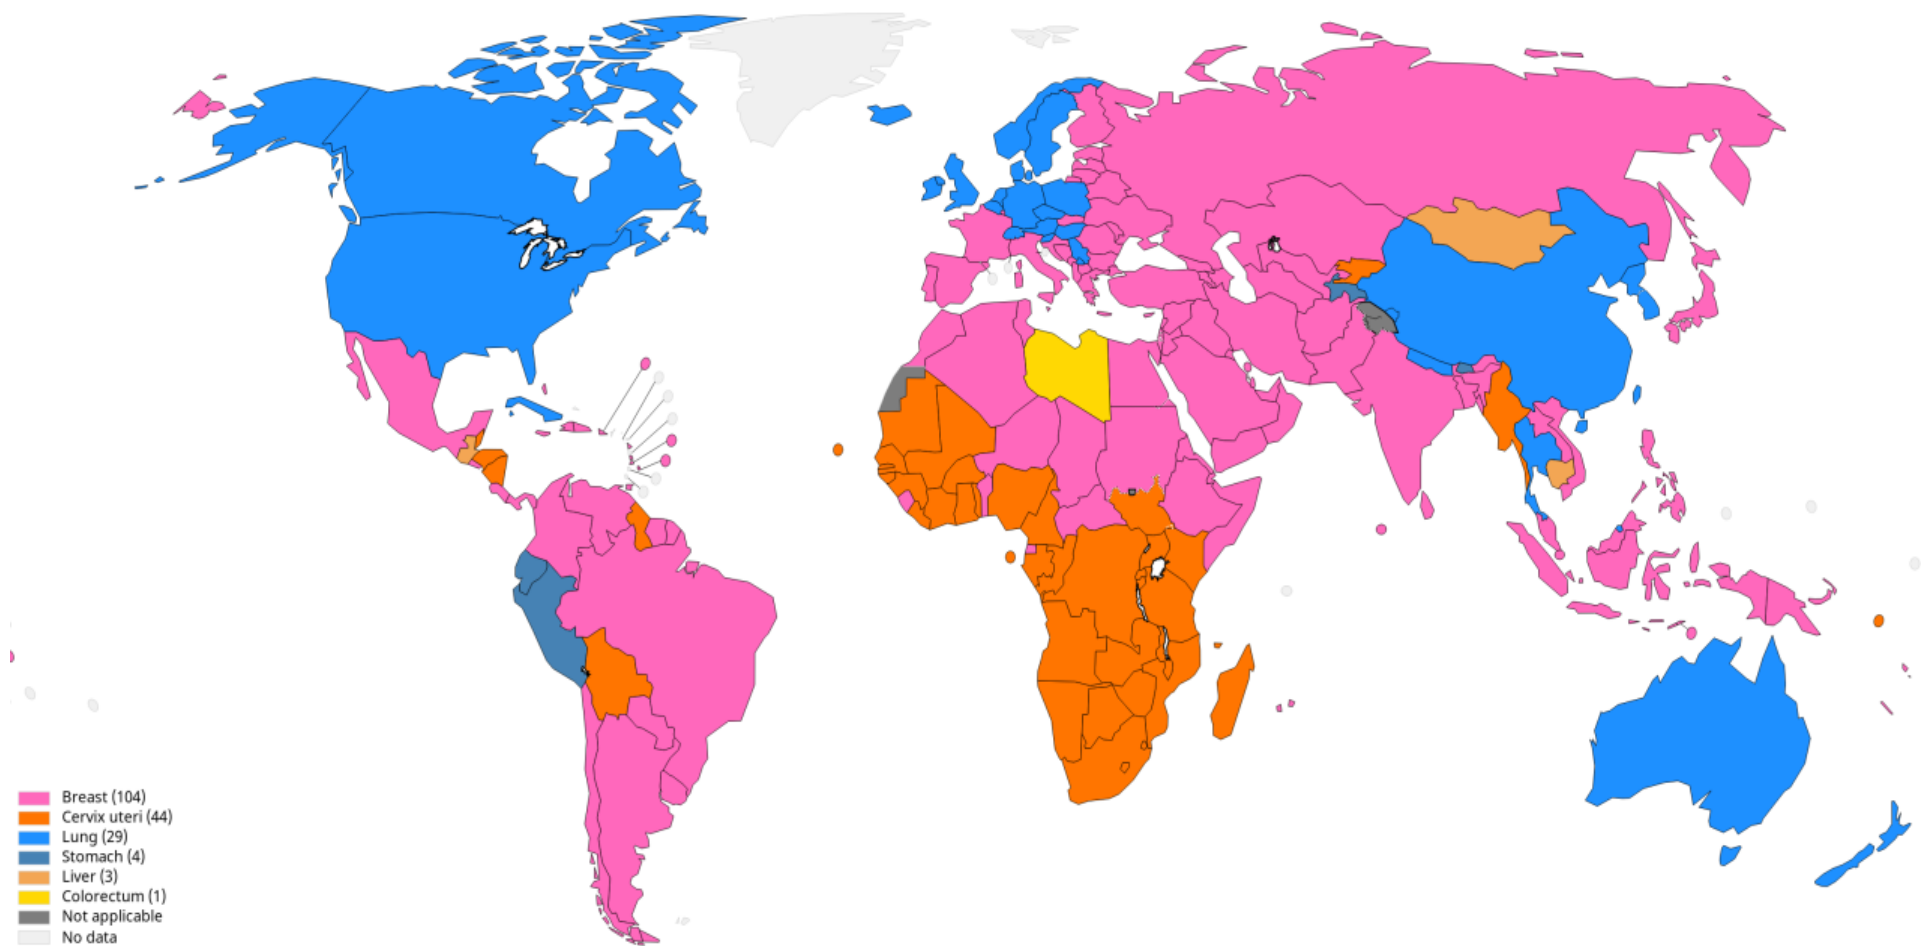 Breast (104)
Cervix uteri (44)
Lung (29)
Stomach (4)
Liver (3)
Colorectum (1)
Not applicable
No data